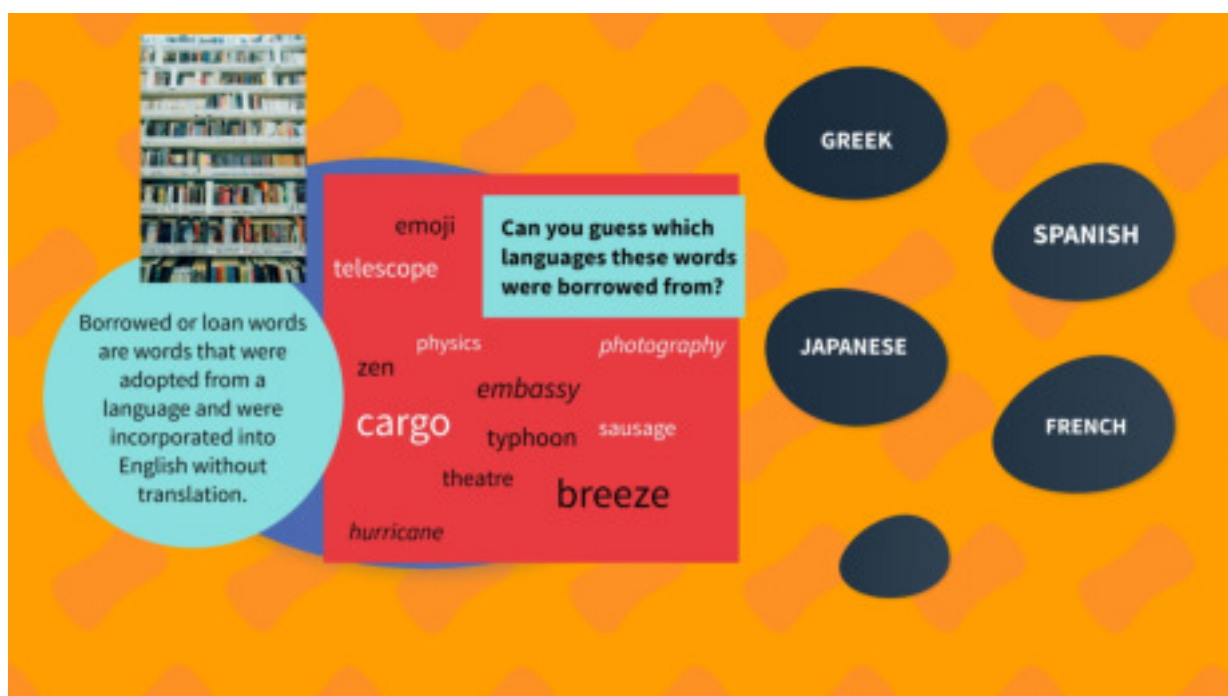 Borrowed or loan words
are words that were
adopted from a
language and were
incorporated into
English without
translation.
Can you guess which
languages these words
were borrowed from?
emoji
telescope
physics
photography
zen
embassy
cargo
typhoon
sausage
theatre
breeze
hurricane
GREEK
SPANISH
JAPANESE
FRENCH